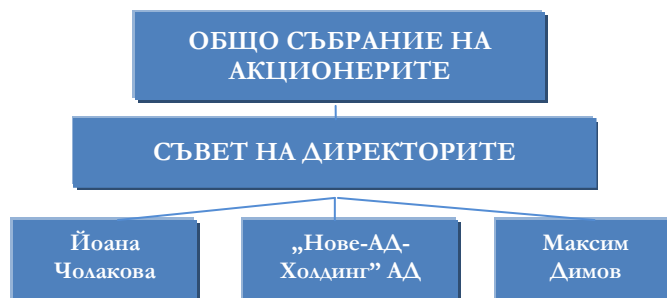 ОБЩО СЪБРАНИЕ НА
АКЦИОНЕРИТЕ
СЪВЕТ НА ДИРЕКТОРИТЕ
Йоана
Чолакова
„Нове-АД-
Холдинг” АД
Максим
Димов